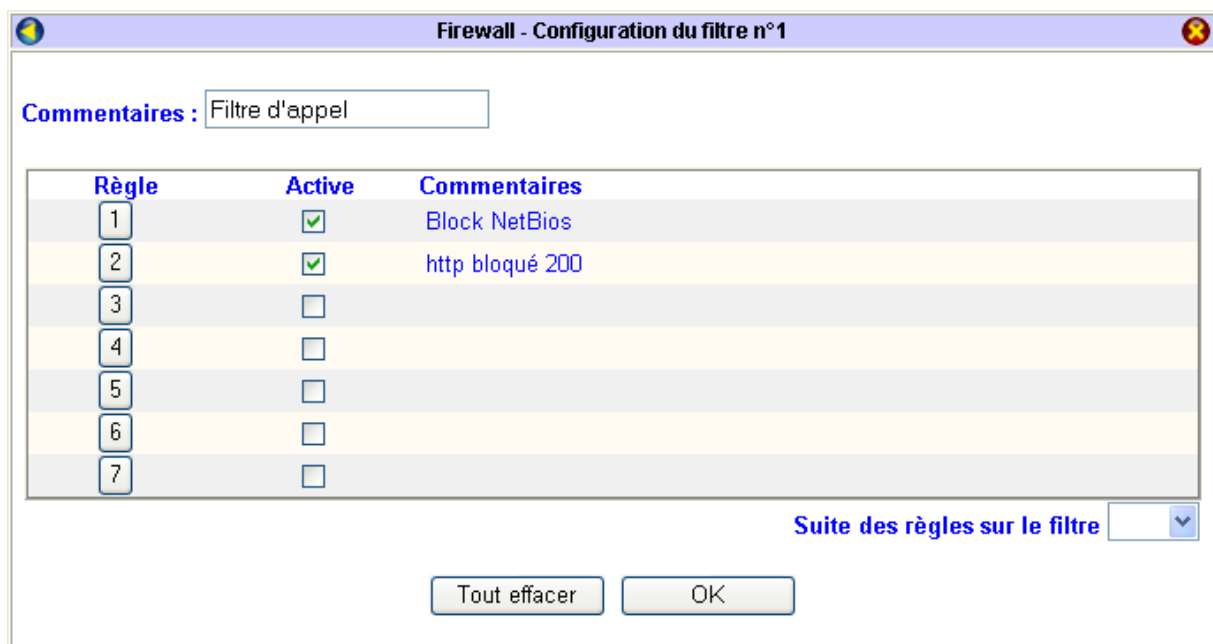 Firewall - Configuration du filtre n°1
Commentaires : Filtre d'appel
Règle Active Commentaires
1 Block NetBios
2 http bloqué 200
3
4
5
6
7
Suite des règles sur le filtre
Tout effacer OK